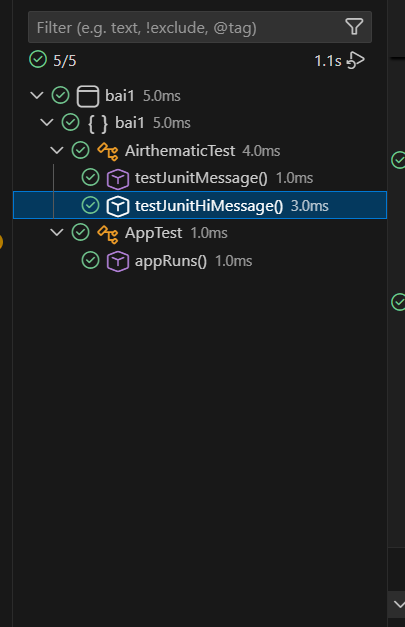 Filter (e.g. text, !exclude, @tag)
5/5 1.1s
bai1 5.0ms
{ } bai1 5.0ms
AirthematicTest 4.0ms
testJunitMessage() 1.0ms
testJunitHiMessage() 3.0ms
AppTest 1.0ms
appRuns() 1.0ms